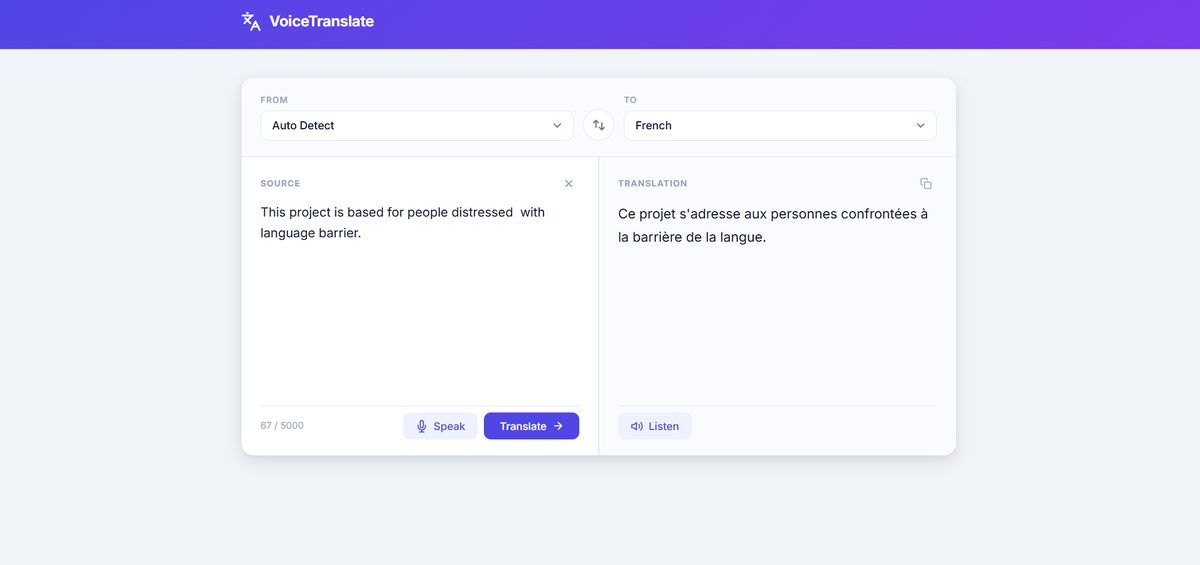 VoiceTranslate
FROM
Auto Detect
TO
French
SOURCE
This project is based for people distressed  with
language barrier.
67 / 5000
Speak
Translate
TRANSLATION
Ce projet s'adresse aux personnes confrontées à
la barrière de la langue.
Listen